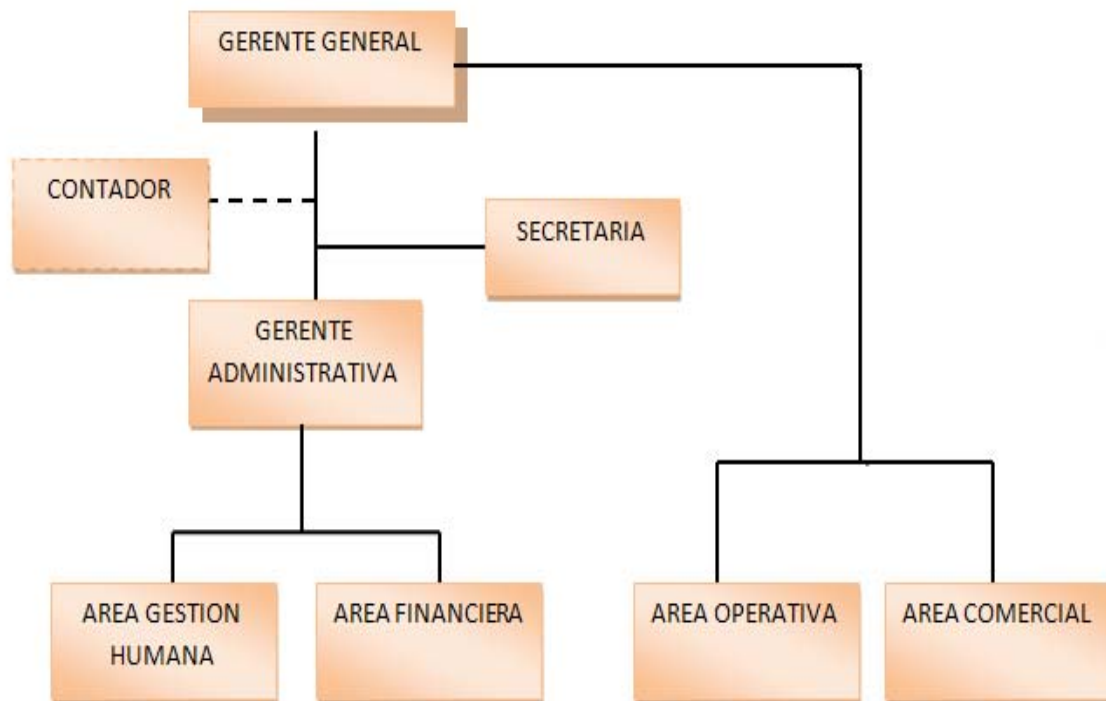 GERENTE GENERAL
CONTADOR
SECRETARIA
GERENTE
ADMINISTRATIVA
AREA GESTION
HUMANA
AREA FINANCIERA
AREA OPERATIVA
AREA COMERCIAL